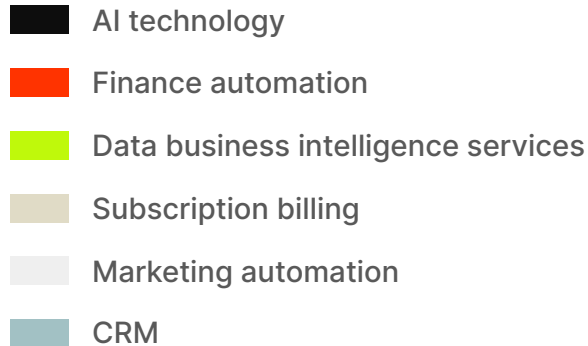 AI technology
Finance automation
Data business intelligence services
Subscription billing
Marketing automation
CRM